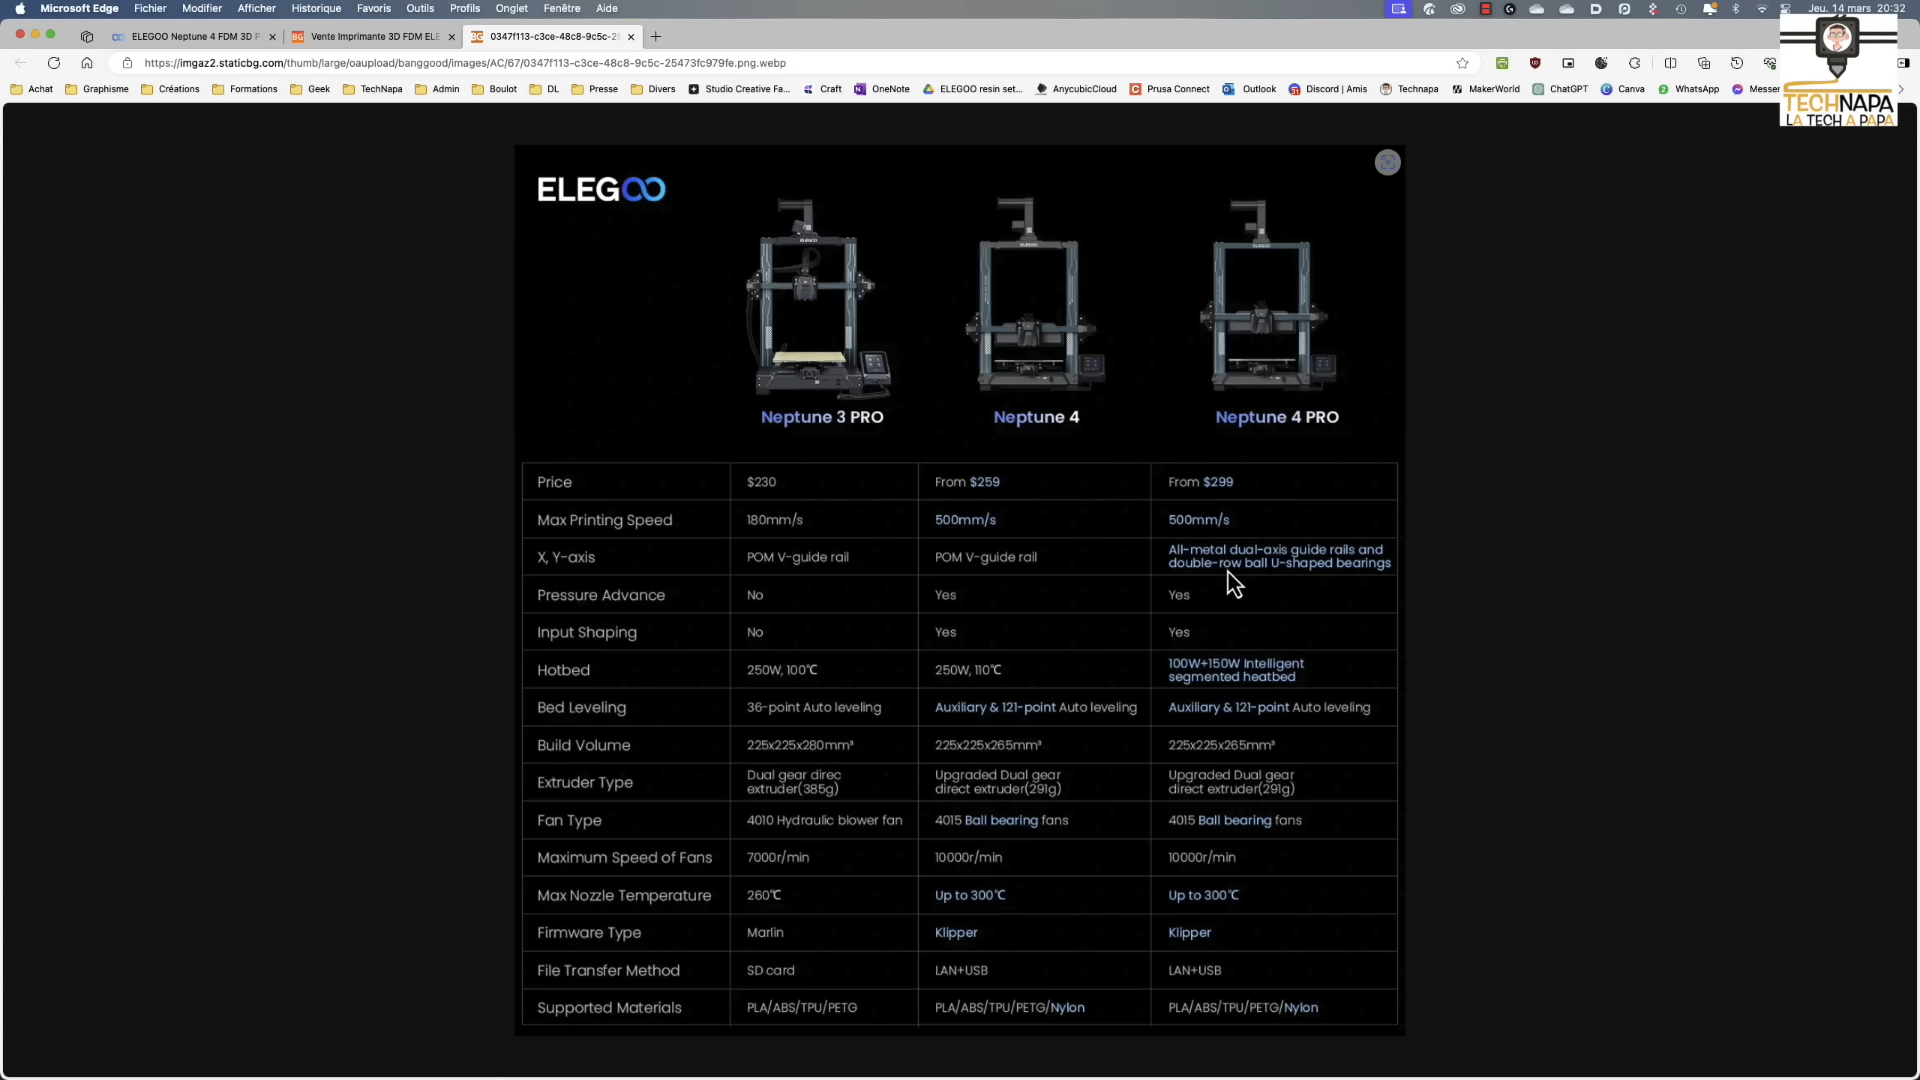 Microsoft Edge Fichier Modifier Afficher Historique Favoris Outils Profils Onglet Fenêtre Aide Jeu. 14 mars 20:32
ELEGOO Neptune 4 FDM 3D P Vente Imprimante 3D FDM ELE 0347f113-c3ce-48c8-9c5c-25
https://imgaz2.staticbg.com/thumb/large/oaupload/banggood/images/AC/67/0347f113-c3ce-48c8-9c5c-25473fc979fe.png.webp
Achat Graphisme Créations Formations Geek TechNapa Admin Boulot DL Presse Divers Studio Creative Fa... Craft OneNote ELEGOO resin set... AnycubicCloud Prusa Connect Outlook Discord | Amis Technapa MakerWorld ChatGPT Canva WhatsApp Messen
TECHNAPA
LA TECH A PAPA
ELEGOO
Neptune 3 PRO Neptune 4 Neptune 4 PRO
Price $230 From $259 From $299
Max Printing Speed 180mm/s 500mm/s 500mm/s
X, Y-axis POM V-guide rail POM V-guide rail All-metal dual-axis guide rails and
double-row ball U-shaped bearings
Pressure Advance No Yes Yes
Input Shaping No Yes Yes
Hotbed 250W, 100℃ 250W, 110℃ 100W+150W Intelligent
segmented heatbed
Bed Leveling 36-point Auto leveling Auxiliary & 121-point Auto leveling Auxiliary & 121-point Auto leveling
Build Volume 225x225x280mm³ 225x225x265mm³ 225x225x265mm³
Extruder Type Dual gear direc Upgraded Dual gear Upgraded Dual gear
extruder(385g) direct extruder(291g) direct extruder(291g)
Fan Type 4010 Hydraulic blower fan 4015 Ball bearing fans 4015 Ball bearing fans
Maximum Speed of Fans 7000r/min 10000r/min 10000r/min
Max Nozzle Temperature 260℃ Up to 300℃ Up to 300℃
Firmware Type Marlin Klipper Klipper
File Transfer Method SD card LAN+USB LAN+USB
Supported Materials PLA/ABS/TPU/PETG PLA/ABS/TPU/PETG/Nylon PLA/ABS/TPU/PETG/Nylon